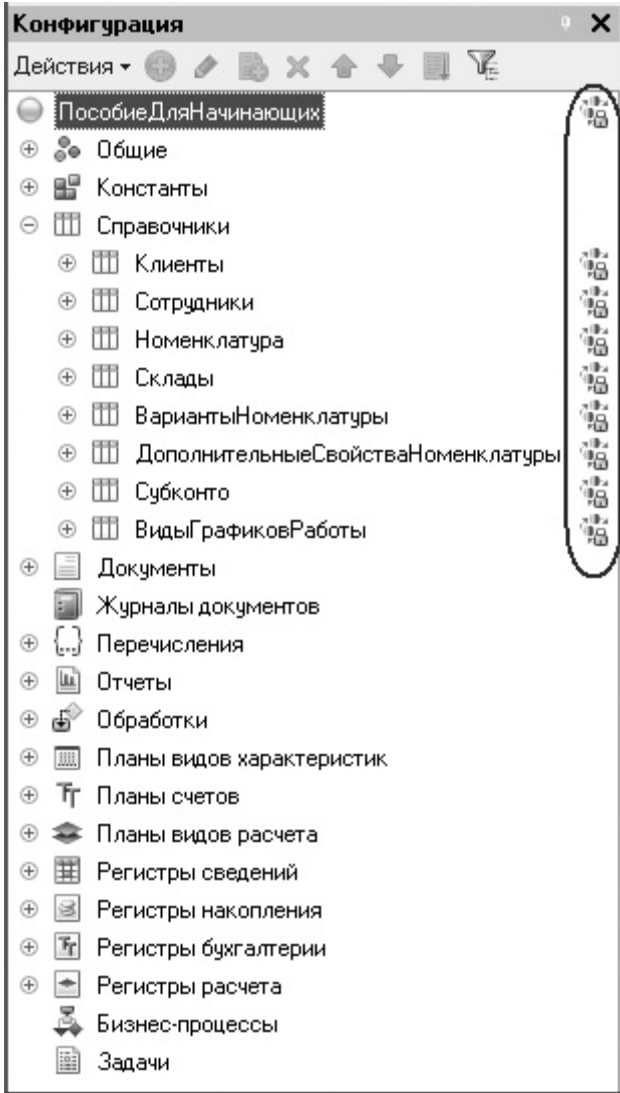 Конфигурация
Действия
ПособиеДляНачинающих
Общие
Константы
Справочники
Клиенты
Сотрудники
Номенклатура
Склады
ВариантыНоменклатуры
ДополнительныеСвойстваНоменклатуры
Субконто
ВидыГрафиковРаботы
Документы
Журналы документов
Перечисления
Отчеты
Обработки
Планы видов характеристик
Планы счетов
Планы видов расчета
Регистры сведений
Регистры накопления
Регистры бухгалтерии
Регистры расчета
Бизнес-процессы
Задачи